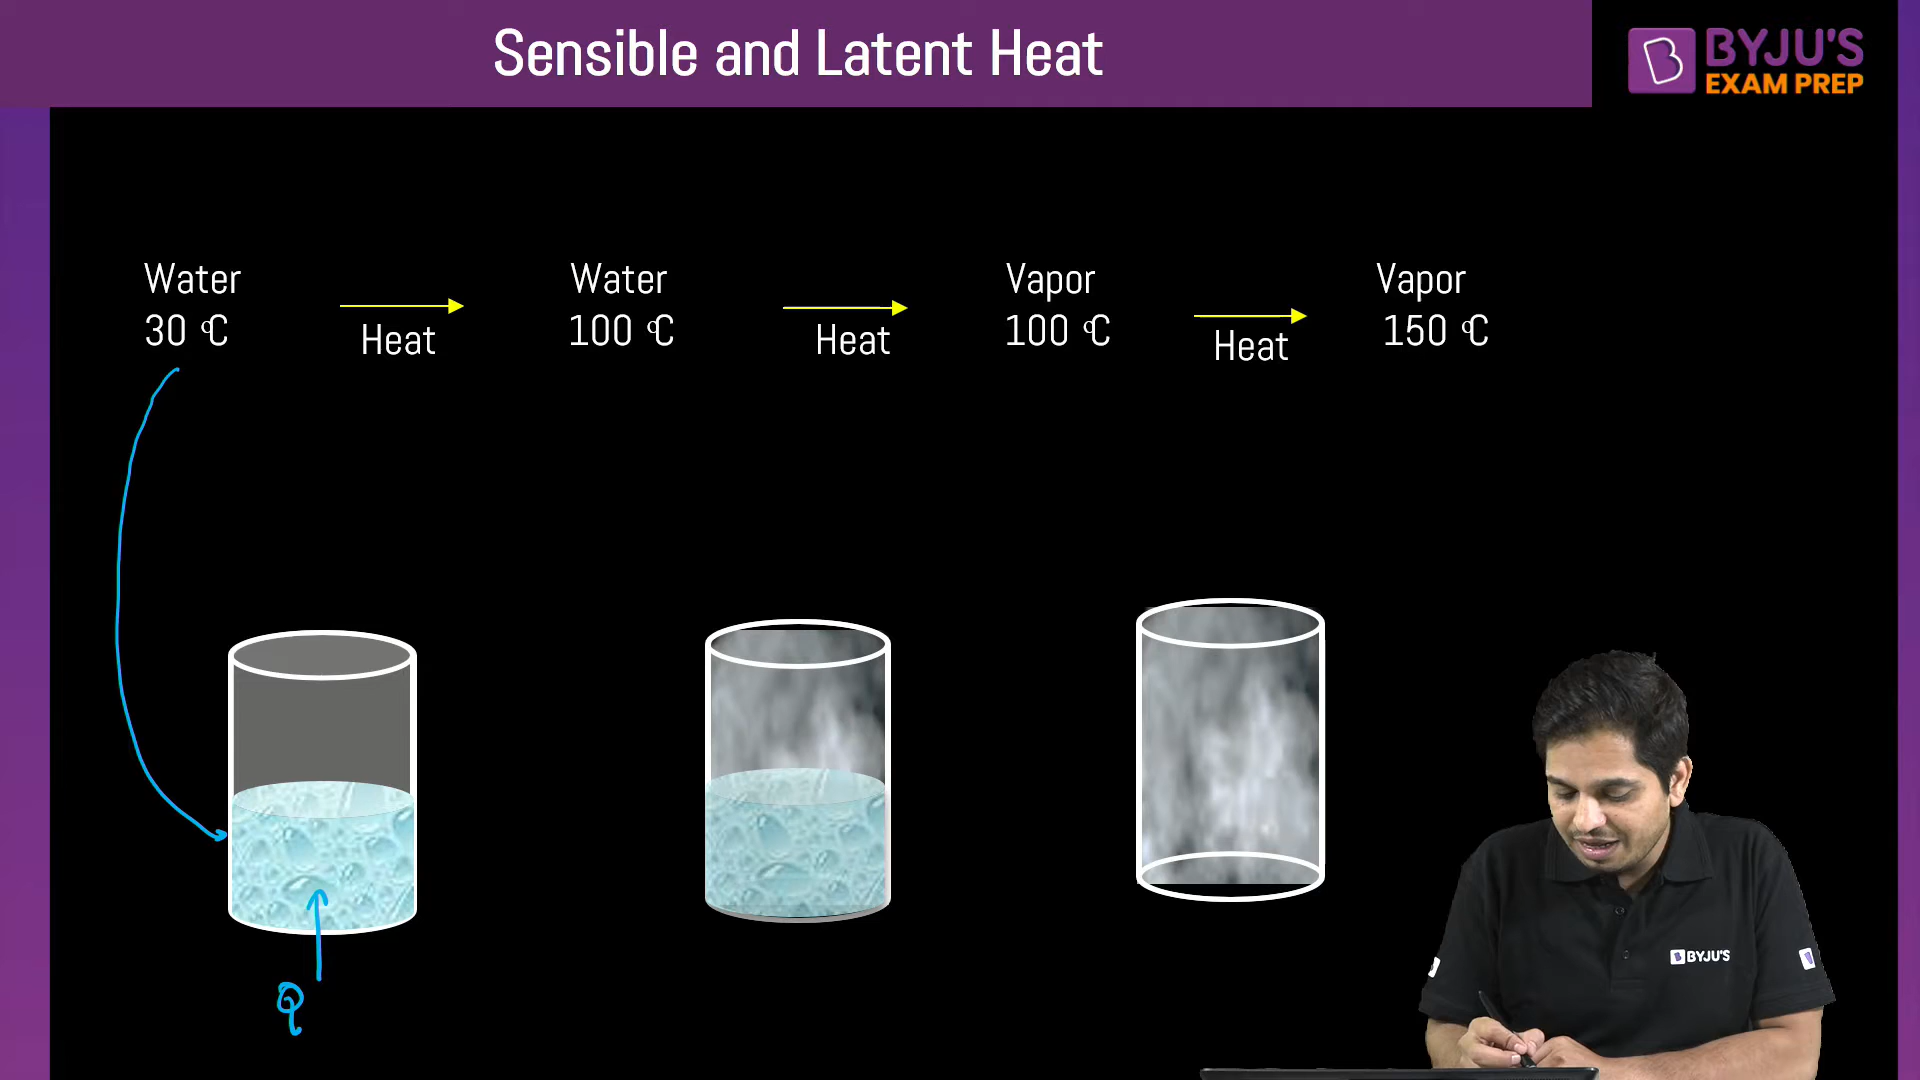 Sensible and Latent Heat
BYJU'S
EXAM PREP
Water
30 °C
Heat
Water
100 °C
Heat
Vapor
100 °C
Heat
Vapor
150 °C
Q
BYJU'S